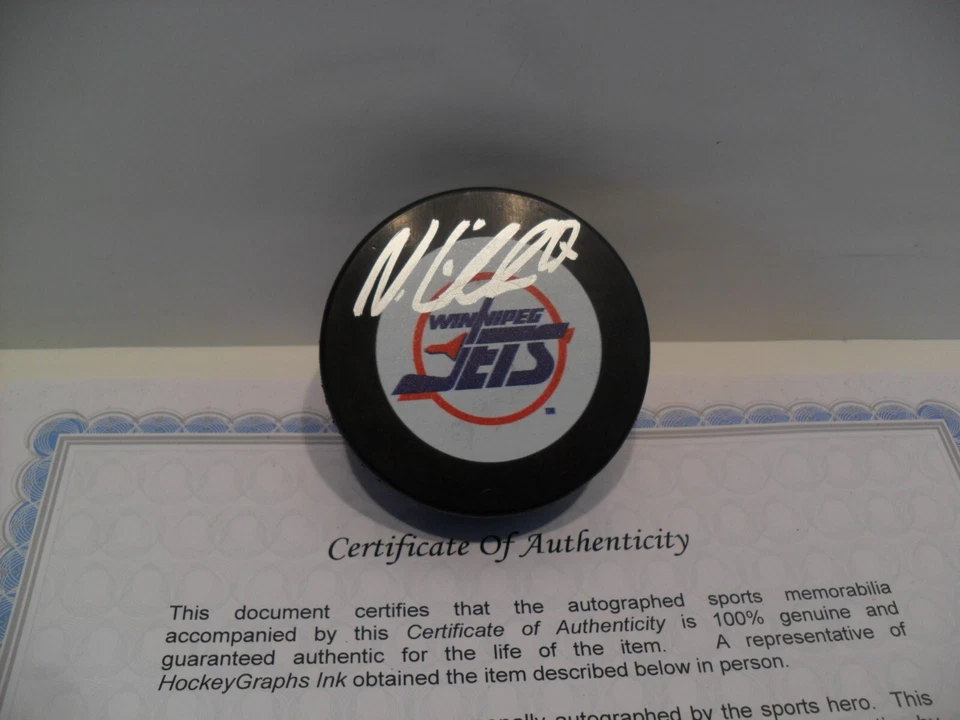 WINNIPEG
JETS
Certificate Of Authenticity
This document certifies that the autographed sports memorabilia
accompanied by this Certificate of Authenticity is 100% genuine and
guaranteed authentic for the life of the item. A representative of
HockeyGraphs Ink obtained the item described below in person.
autographed by the sports hero. This
by